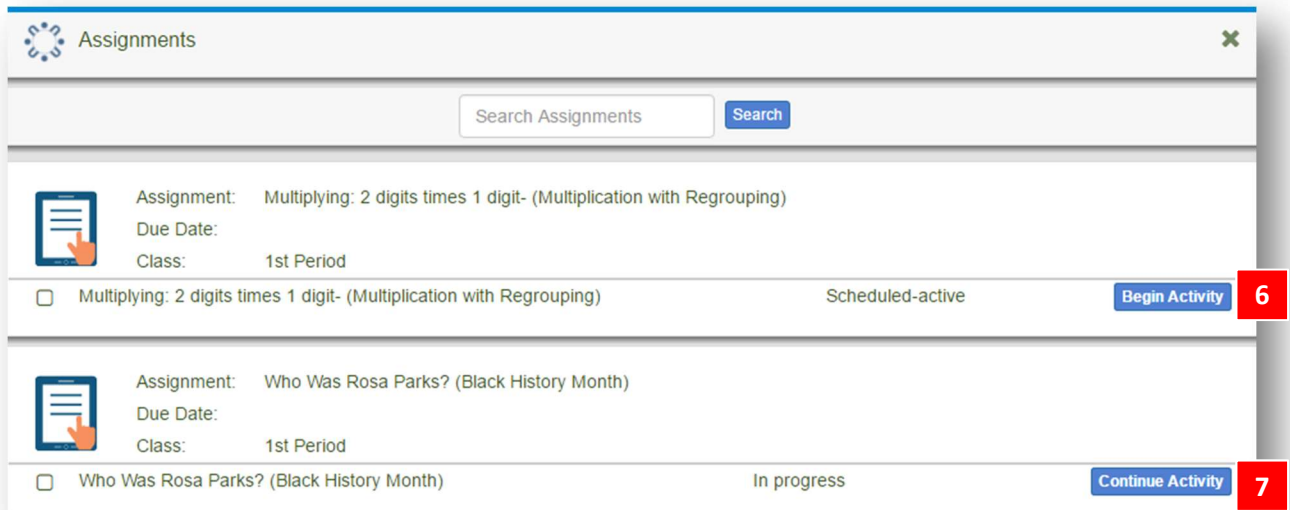 Assignments
Search Assignments Search
Assignment: Multiplying: 2 digits times 1 digit- (Multiplication with Regrouping)
Due Date:
Class: 1st Period
Multiplying: 2 digits times 1 digit- (Multiplication with Regrouping) Scheduled-active Begin Activity 6
Assignment: Who Was Rosa Parks? (Black History Month)
Due Date:
Class: 1st Period
Who Was Rosa Parks? (Black History Month) In progress Continue Activity 7